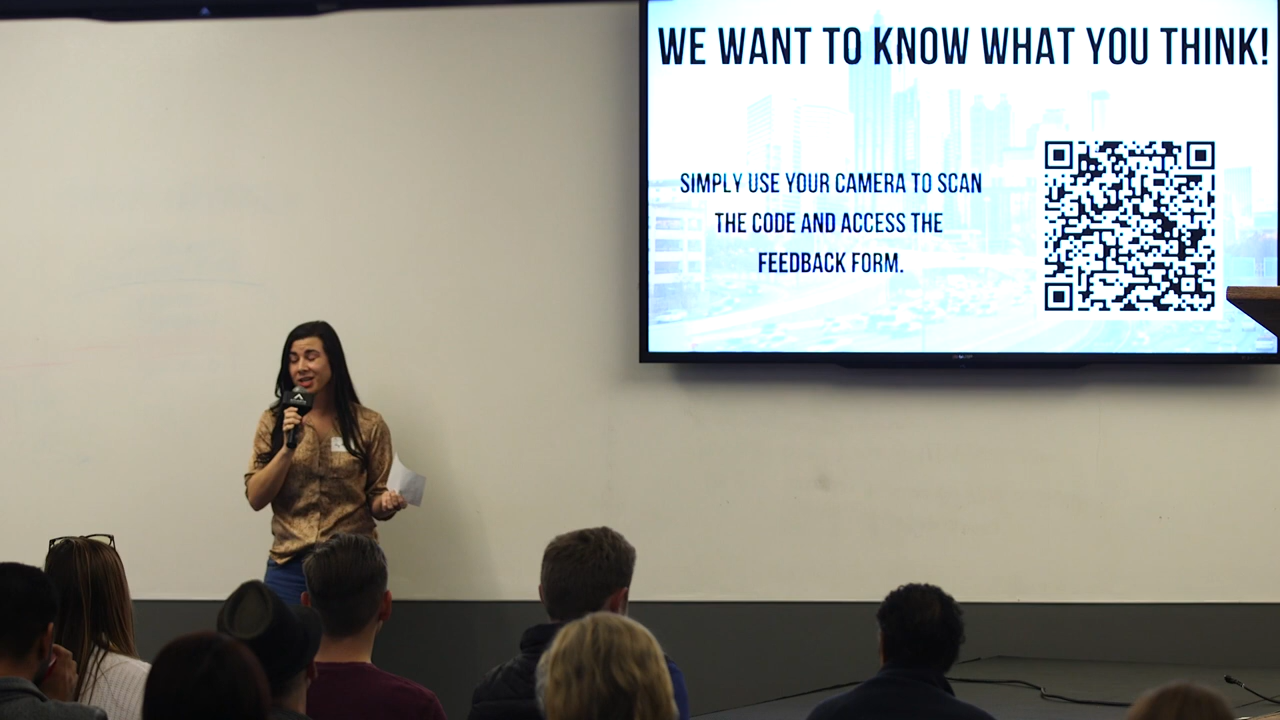 WE WANT TO KNOW WHAT YOU THINK!
SIMPLY USE YOUR CAMERA TO SCAN
THE CODE AND ACCESS THE
FEEDBACK FORM.